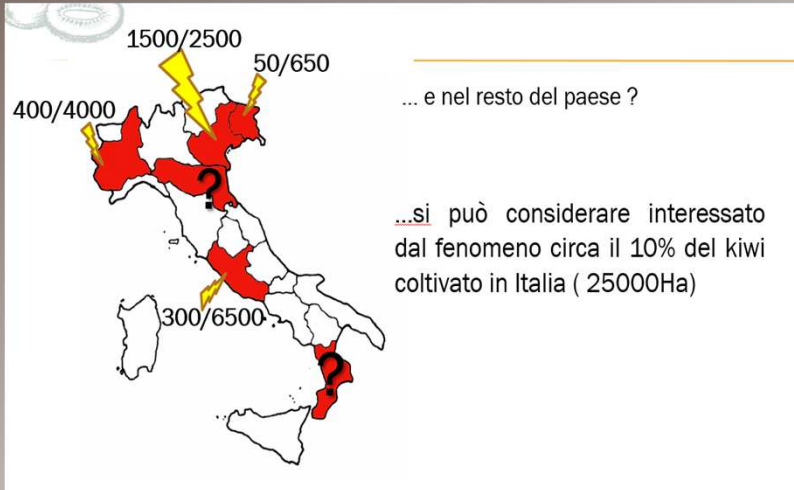 1500/2500
50/650
400/4000
... e nel resto del paese ?
?
...si può considerare interessato
dal fenomeno circa il 10% del kiwi
coltivato in Italia ( 25000Ha)
300/6500
?